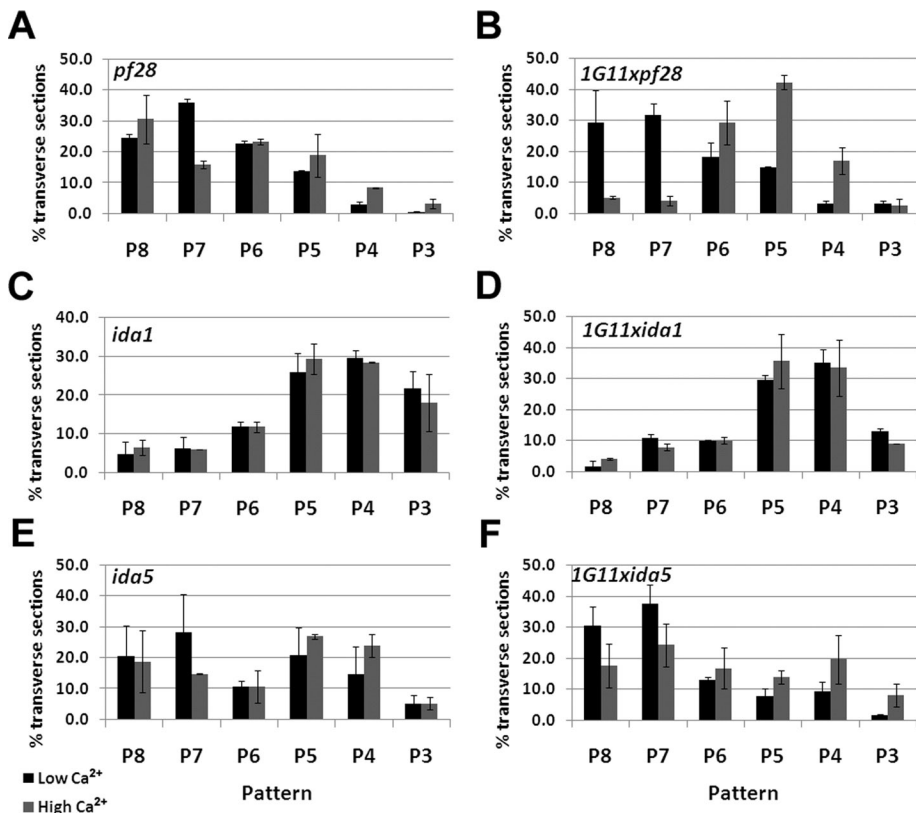 A
% transverse sections
50.0
40.0
30.0
20.0
10.0
0.0
pf28
P8 P7 P6 P5 P4 P3
B
% transverse sections
50.0
40.0
30.0
20.0
10.0
0.0
1G11xpf28
P8 P7 P6 P5 P4 P3
C
% transverse sections
40.0
30.0
20.0
10.0
0.0
ida1
P8 P7 P6 P5 P4 P3
D
% transverse sections
50.0
40.0
30.0
20.0
10.0
0.0
1G11xida1
P8 P7 P6 P5 P4 P3
E
% transverse sections
50.0
40.0
30.0
20.0
10.0
0.0
ida5
P8 P7 P6 P5 P4 P3
Low Ca²⁺
High Ca²⁺
Pattern
F
% transverse sections
50.0
40.0
30.0
20.0
10.0
0.0
1G11xida5
P8 P7 P6 P5 P4 P3
Pattern